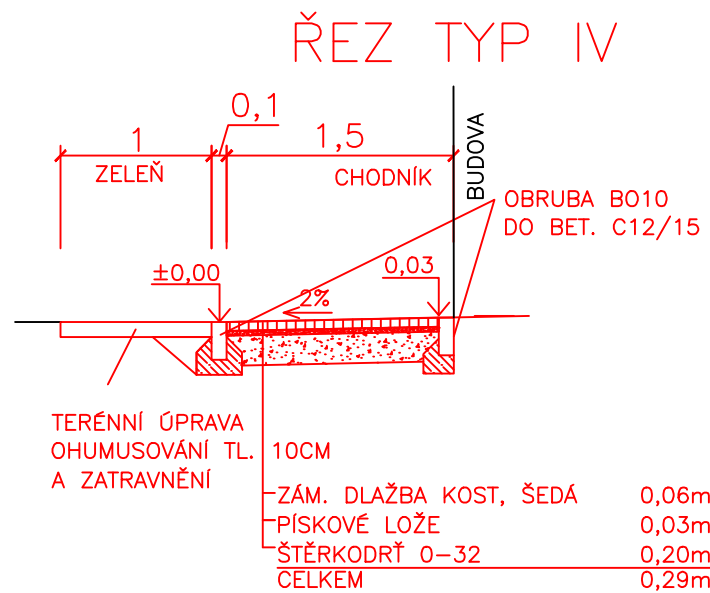 ŘEZ TYP IV
0,1
1
1,5
ZELEŇ
CHODNÍK
BUDOVA
OBRUBA BO10
DO BET. C12/15
±0,00
0,03
2%
TERÉNNÍ ÚPRAVA
OHUMUSOVÁNÍ TL. 10CM
A ZATRAVNĚNÍ
ZÁM. DLAŽBA KOST, ŠEDÁ 0,06m
PÍSKOVÉ LOŽE 0,03m
ŠTĚRKODRŤ 0-32 0,20m
CELKEM 0,29m